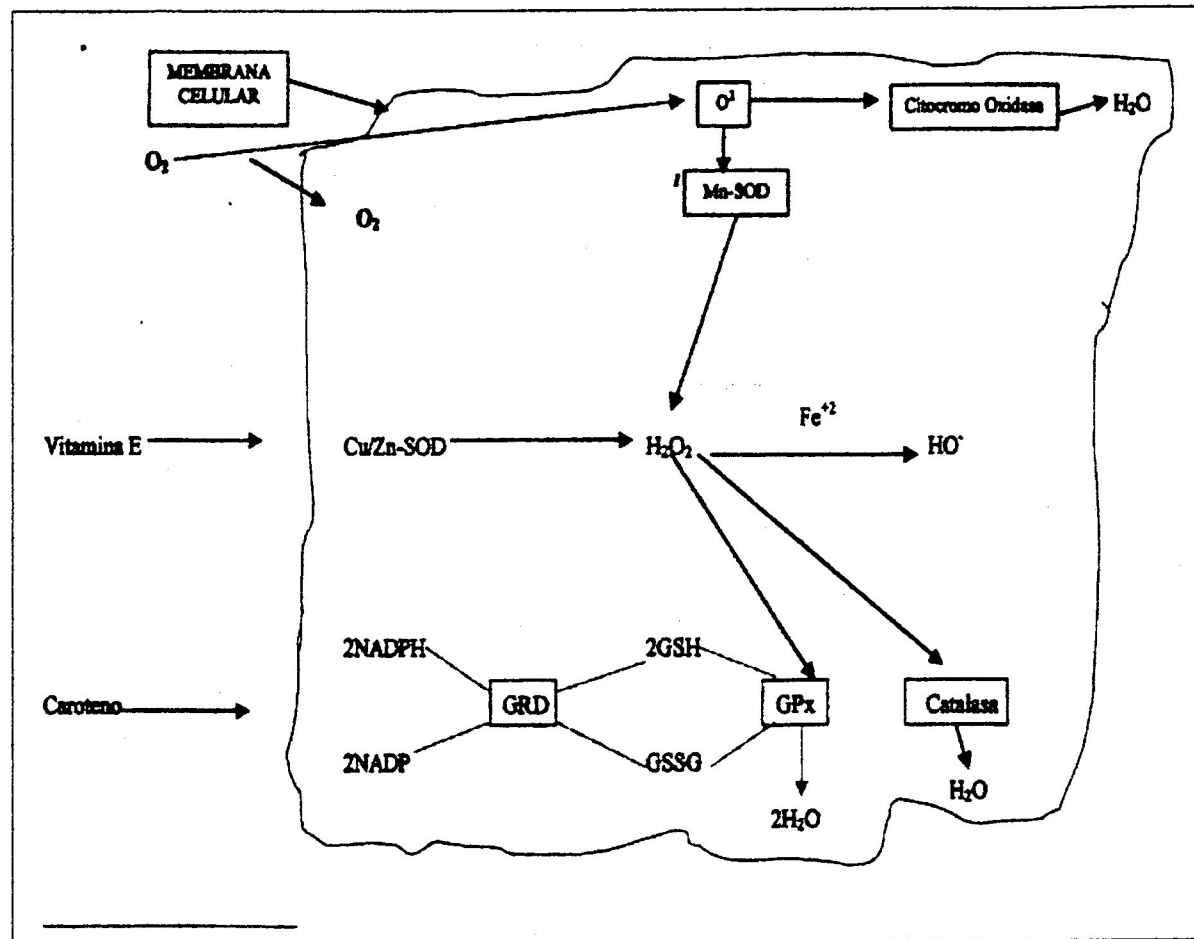 MEMBRANA
CELULAR
O² Citocromo Oxidasa H₂O
O₂
Mn-SOD
O₂
Fe⁺²
Vitamina E Cu/Zn-SOD H₂O₂ HO·
2NADPH 2GSH
Caroteno GRD GPx Catalasa
2NADP GSSG
H₂O
2H₂O